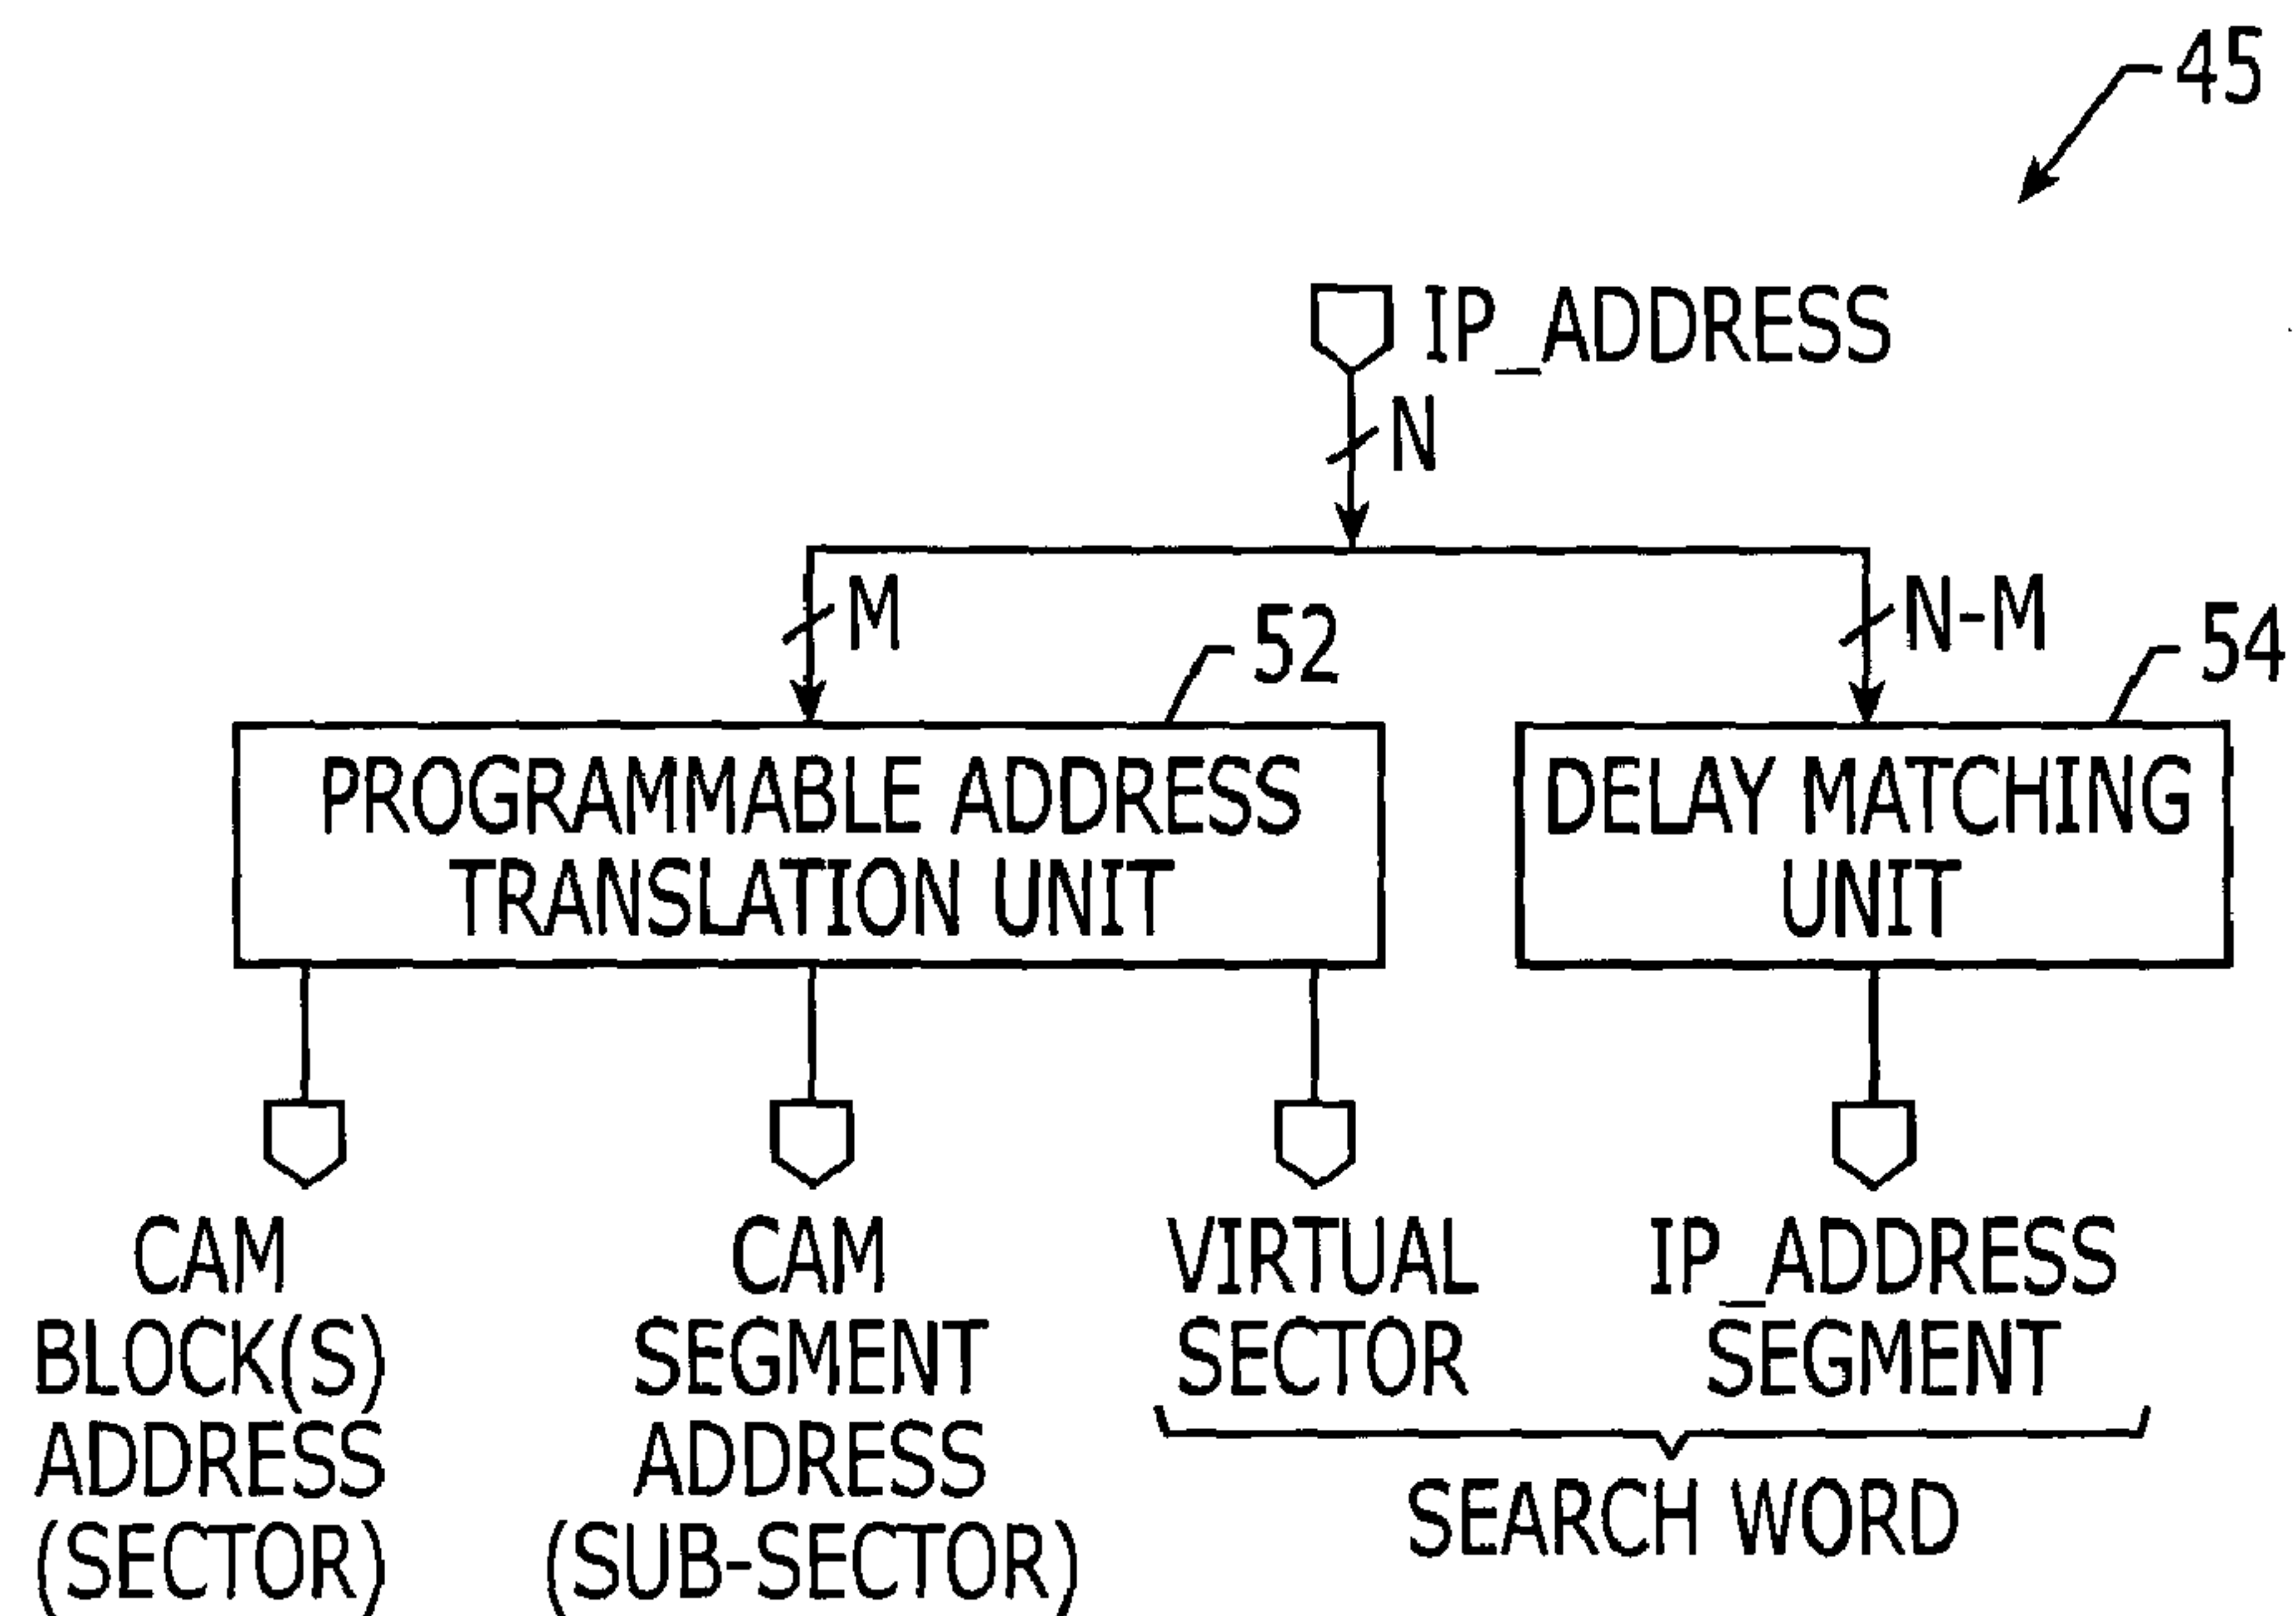 45
IP_ADDRESS
N
M
N-M
52
54
PROGRAMMABLE ADDRESS
TRANSLATION UNIT
DELAY MATCHING
UNIT
CAM
BLOCK(S)
ADDRESS
(SECTOR)
CAM
SEGMENT
ADDRESS
(SUB-SECTOR)
VIRTUAL
SECTOR
IP_ADDRESS
SEGMENT
SEARCH WORD